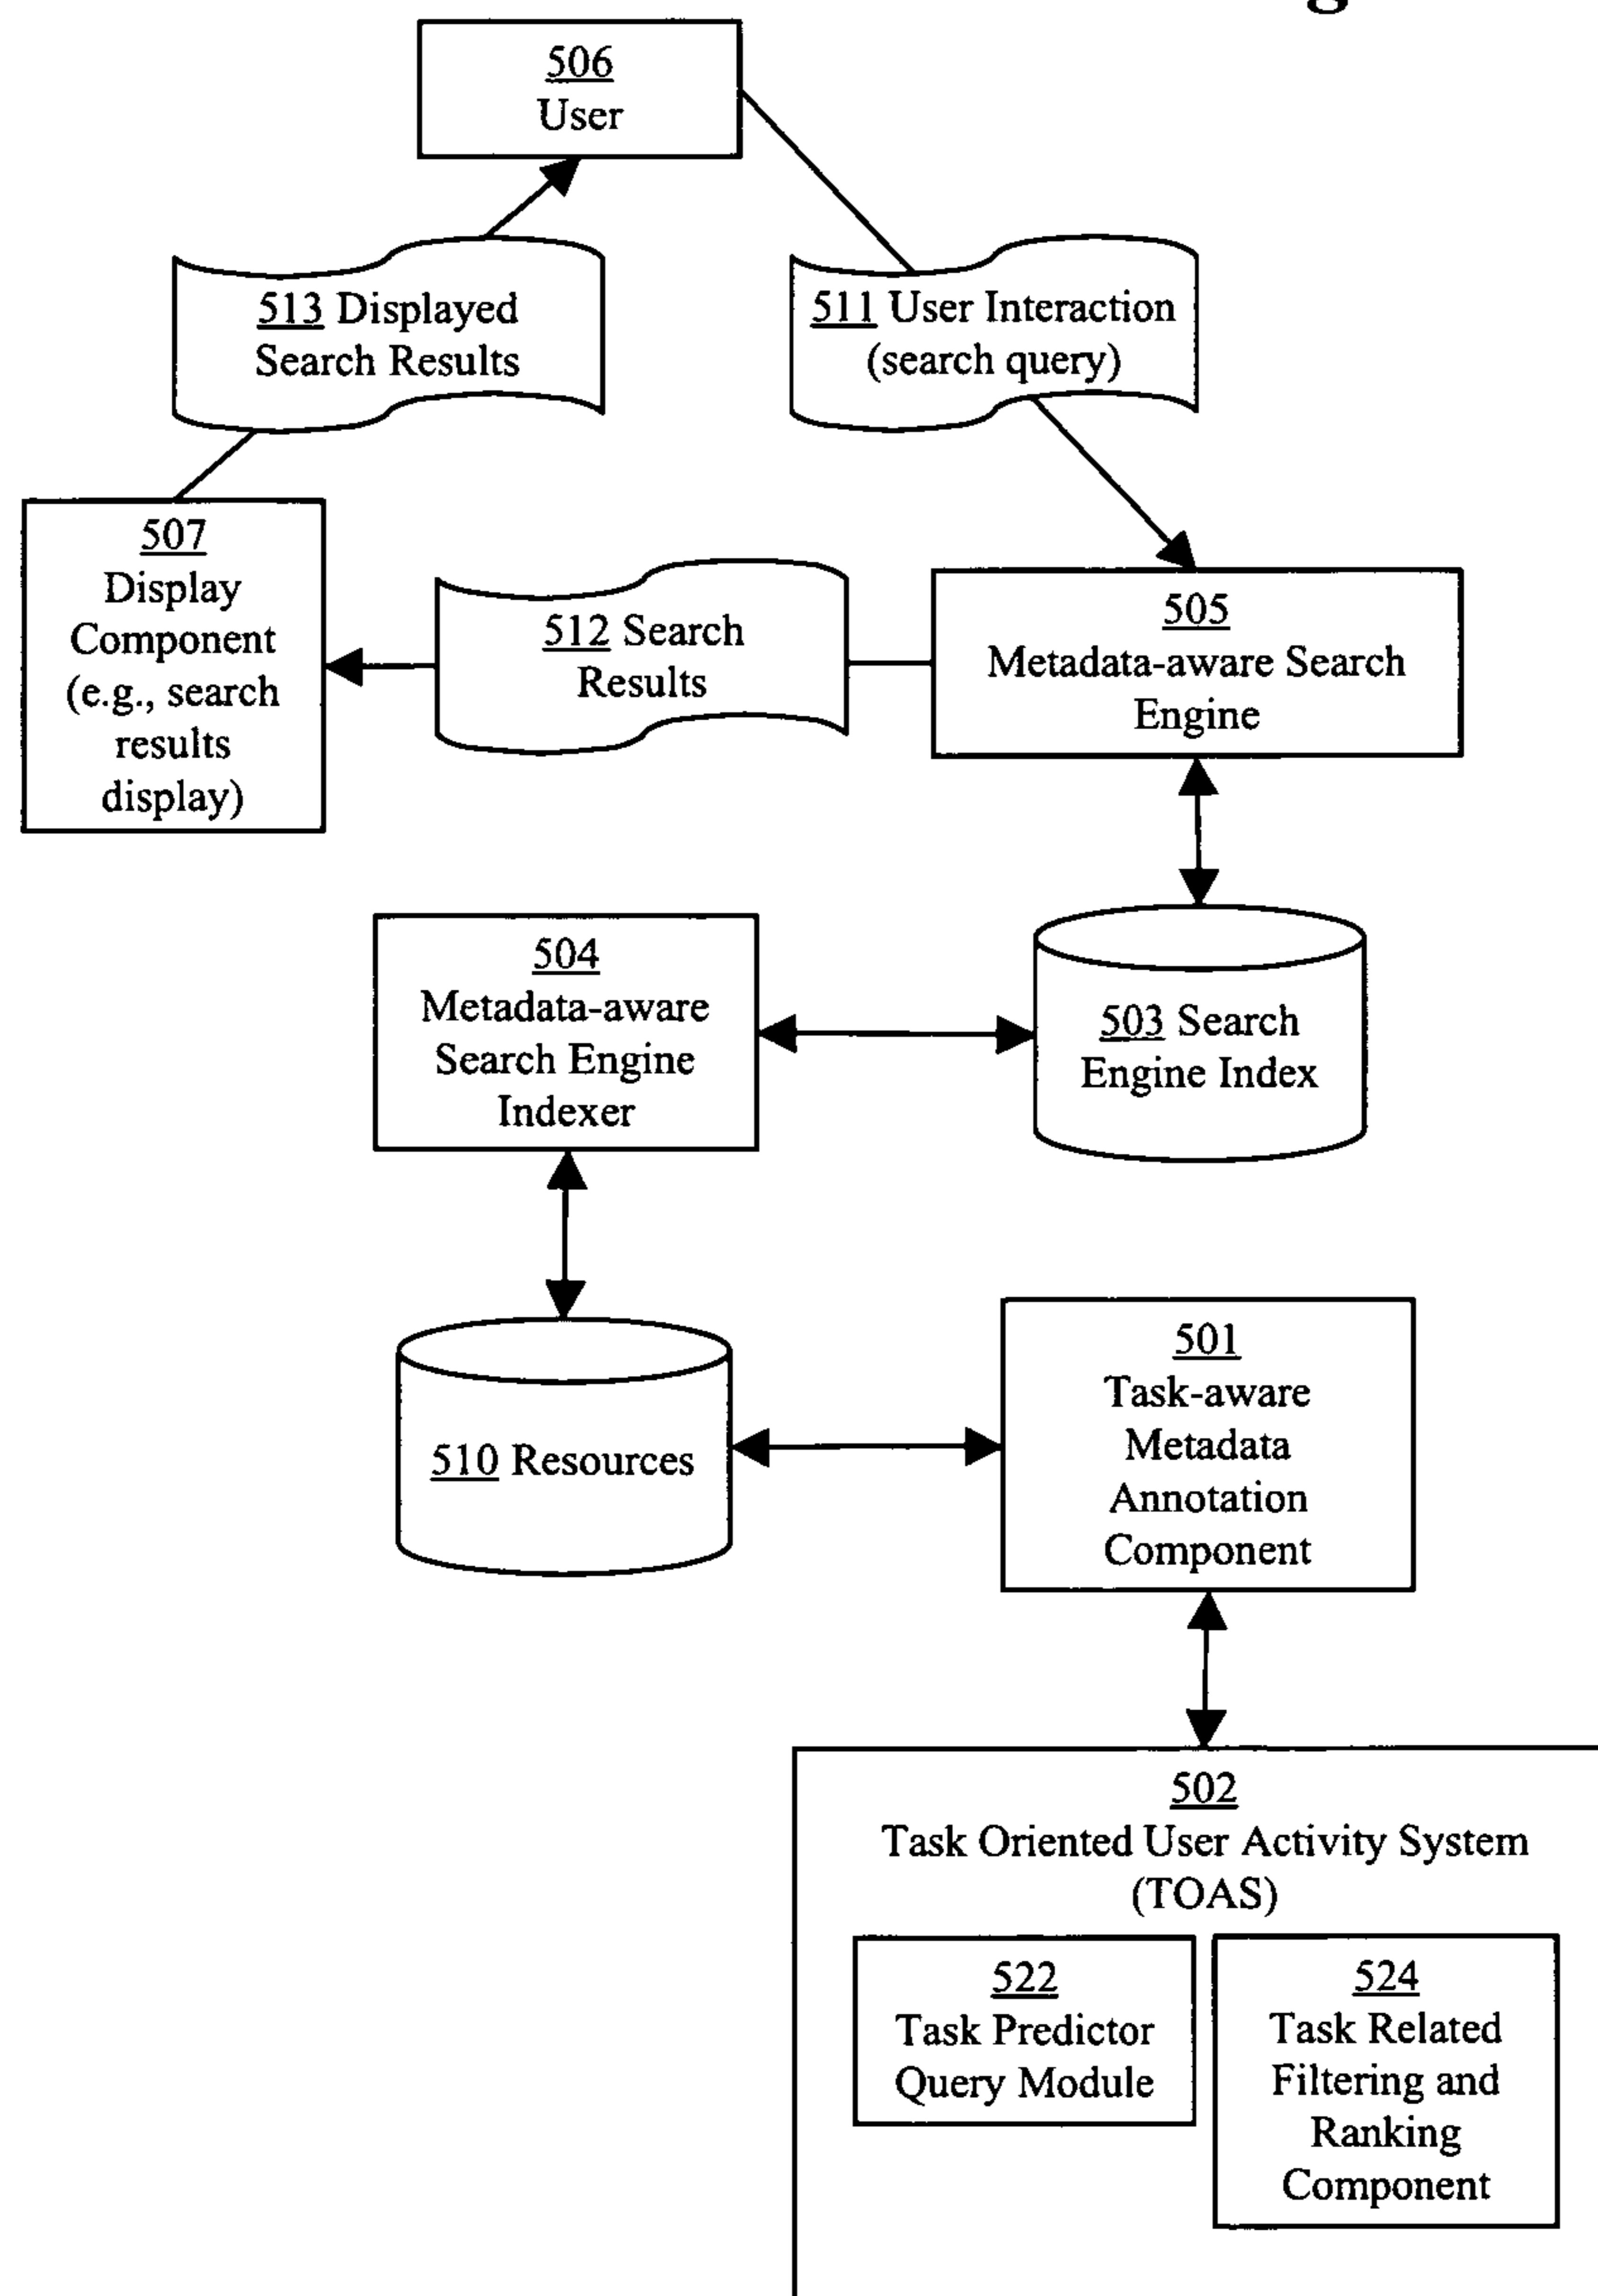 506
User
513 Displayed
Search Results
511 User Interaction
(search query)
507
Display
Component
(e.g., search
results
display)
512 Search
Results
505
Metadata-aware Search
Engine
504
Metadata-aware
Search Engine
Indexer
503 Search
Engine Index
510 Resources
501
Task-aware
Metadata
Annotation
Component
502
Task Oriented User Activity System
(TOAS)
522
Task Predictor
Query Module
524
Task Related
Filtering and
Ranking
Component